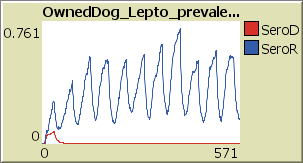 OwnedDog_Lepto_prevale...
0.761
SeroD
SeroR
0
0
571